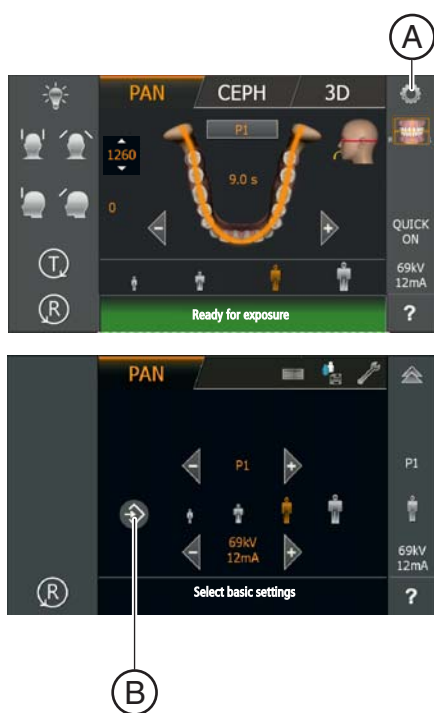 A
PAN CEPH 3D
P1
1260
9.0 s
0
QUICK
ON
T
69kV
12mA
R
Ready for exposure
?
PAN
P1
P1
69kV
12mA
69kV
12mA
R
Select basic settings
?
B